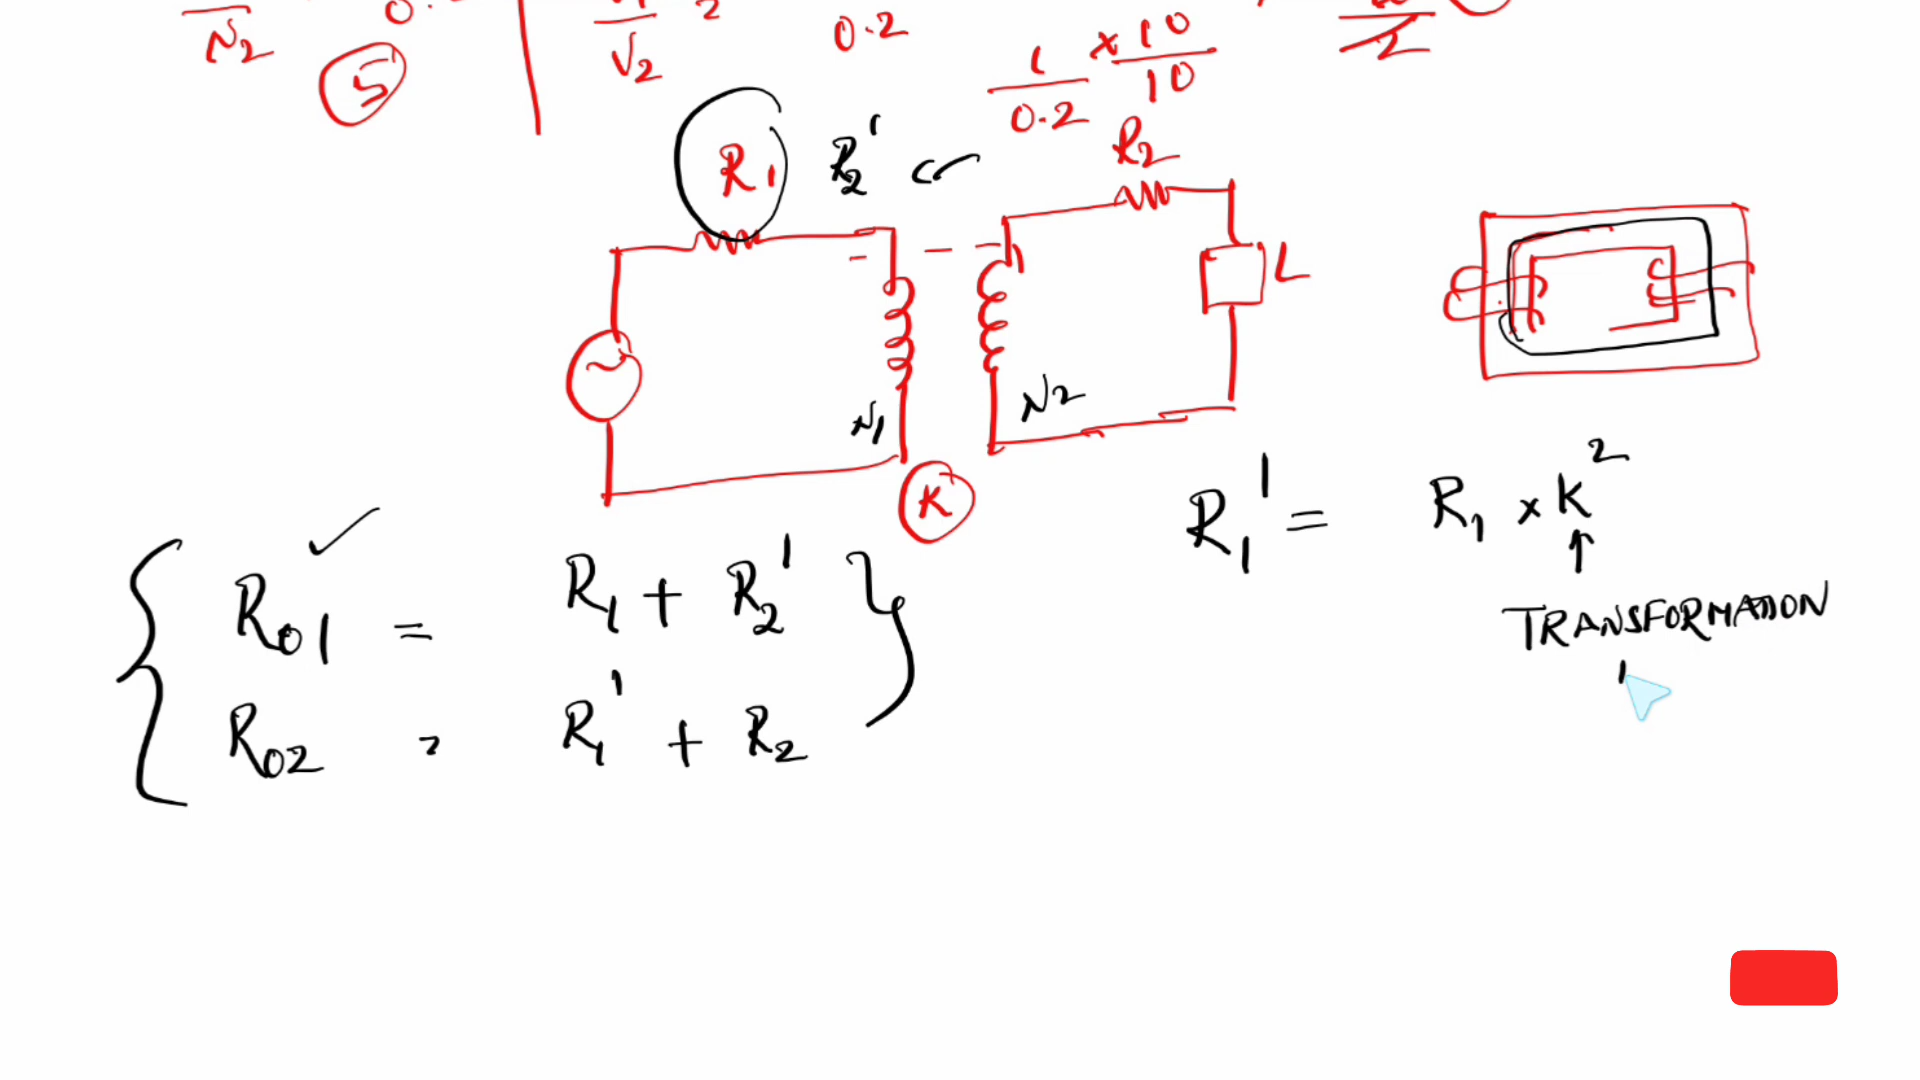 N2
5
V2
0.2
1/0.2 × 10/10
R1 R2'
R2
L
N1
N2
K
R1' = R1 × K²
TRANSFORMATION
R01 = R1 + R2'
R02 = R1' + R2